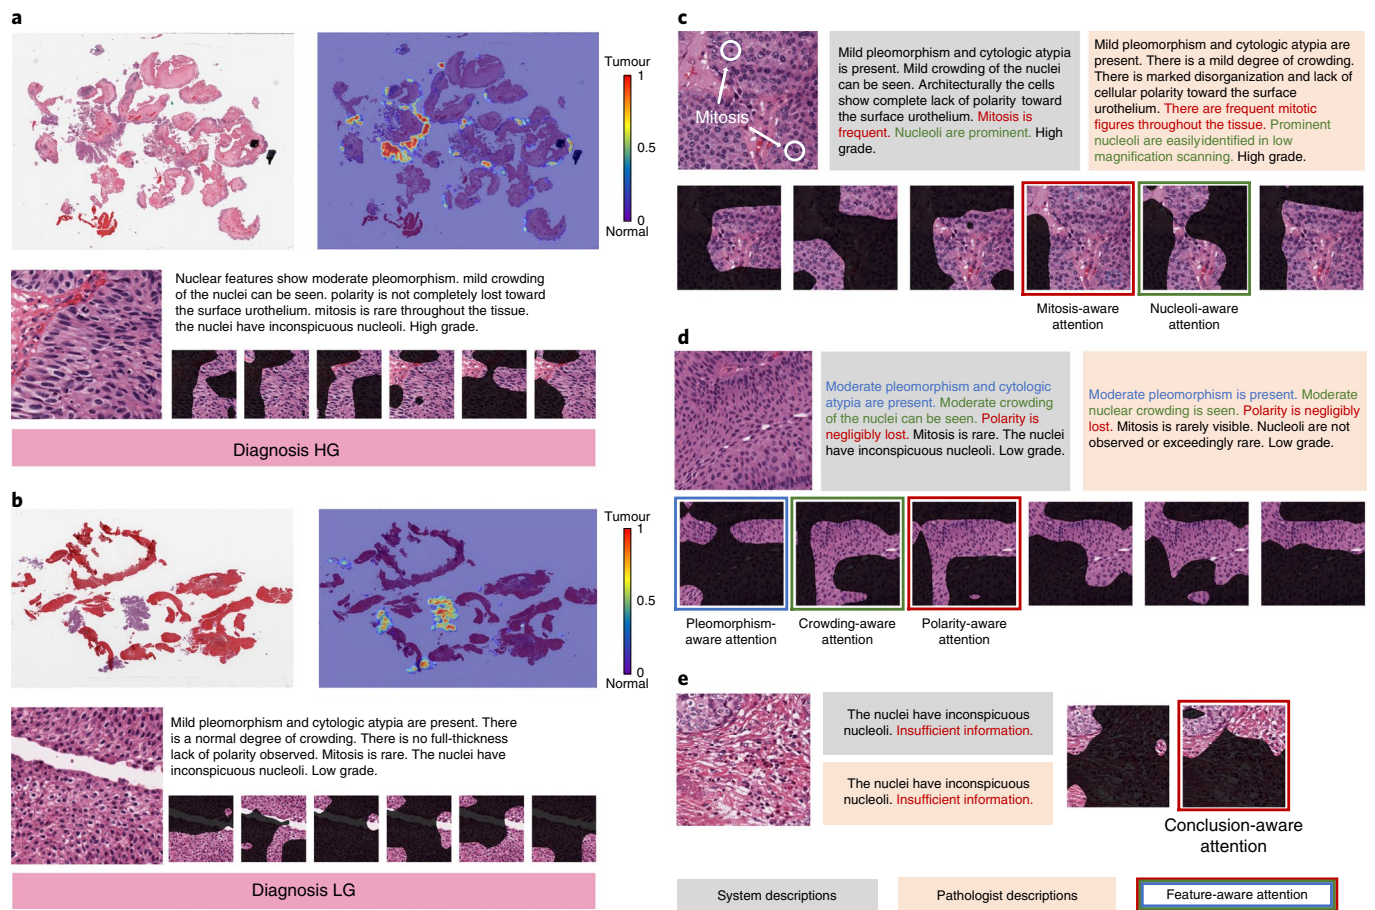 a
Tumour
1
0.5
0
Normal
Nuclear features show moderate pleomorphism. mild crowding
of the nuclei can be seen. polarity is not completely lost toward
the surface urothelium. mitosis is rare throughout the tissue.
the nuclei have inconspicuous nucleoli. High grade.
Diagnosis HG
b
Tumour
1
0.5
0
Normal
Mild pleomorphism and cytologic atypia are present. There
is a normal degree of crowding. There is no full-thickness
lack of polarity observed. Mitosis is rare. The nuclei have
inconspicuous nucleoli. Low grade.
Diagnosis LG
c
Mitosis
Mild pleomorphism and cytologic atypia
is present. Mild crowding of the nuclei
can be seen. Architecturally the cells
show complete lack of polarity toward
the surface urothelium. Mitosis is
frequent. Nucleoli are prominent. High
grade.
Mild pleomorphism and cytologic atypia are
present. There is a mild degree of crowding.
There is marked disorganization and lack of
cellular polarity toward the surface
urothelium. There are frequent mitotic
figures throughout the tissue. Prominent
nucleoli are easilyidentified in low
magnification scanning. High grade.
Mitosis-aware
attention
Nucleoli-aware
attention
d
Moderate pleomorphism and cytologic
atypia are present. Moderate crowding
of the nuclei can be seen. Polarity is
negligibly lost. Mitosis is rare. The nuclei
have inconspicuous nucleoli. Low grade.
Moderate pleomorphism is present. Moderate
nuclear crowding is seen. Polarity is negligibly
lost. Mitosis is rarely visible. Nucleoli are not
observed or exceedingly rare. Low grade.
Pleomorphism-
aware attention
Crowding-aware
attention
Polarity-aware
attention
e
The nuclei have inconspicuous
nucleoli. Insufficient information.
The nuclei have inconspicuous
nucleoli. Insufficient information.
Conclusion-aware
attention
System descriptions
Pathologist descriptions
Feature-aware attention